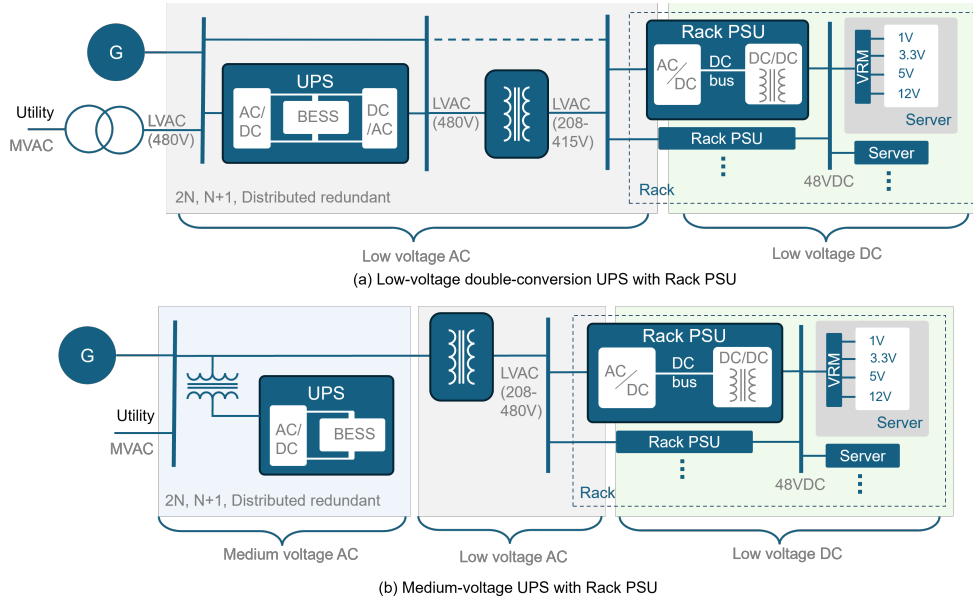 G
Utility
MVAC
LVAC
(480V)
UPS
AC/
DC
BESS
DC
/AC
LVAC
(480V)
LVAC
(208-
415V)
Rack PSU
AC/
DC
DC
bus
DC/DC
Rack PSU
Rack
48VDC
VRM
1V
3.3V
5V
12V
Server
Server
2N, N+1, Distributed redundant
Low voltage AC
Low voltage DC
(a) Low-voltage double-conversion UPS with Rack PSU
G
Utility
MVAC
UPS
AC/
DC
BESS
2N, N+1, Distributed redundant
LVAC
(208-
480V)
Rack PSU
AC/
DC
DC
bus
DC/DC
Rack PSU
Rack
48VDC
VRM
1V
3.3V
5V
12V
Server
Server
Medium voltage AC
Low voltage AC
Low voltage DC
(b) Medium-voltage UPS with Rack PSU